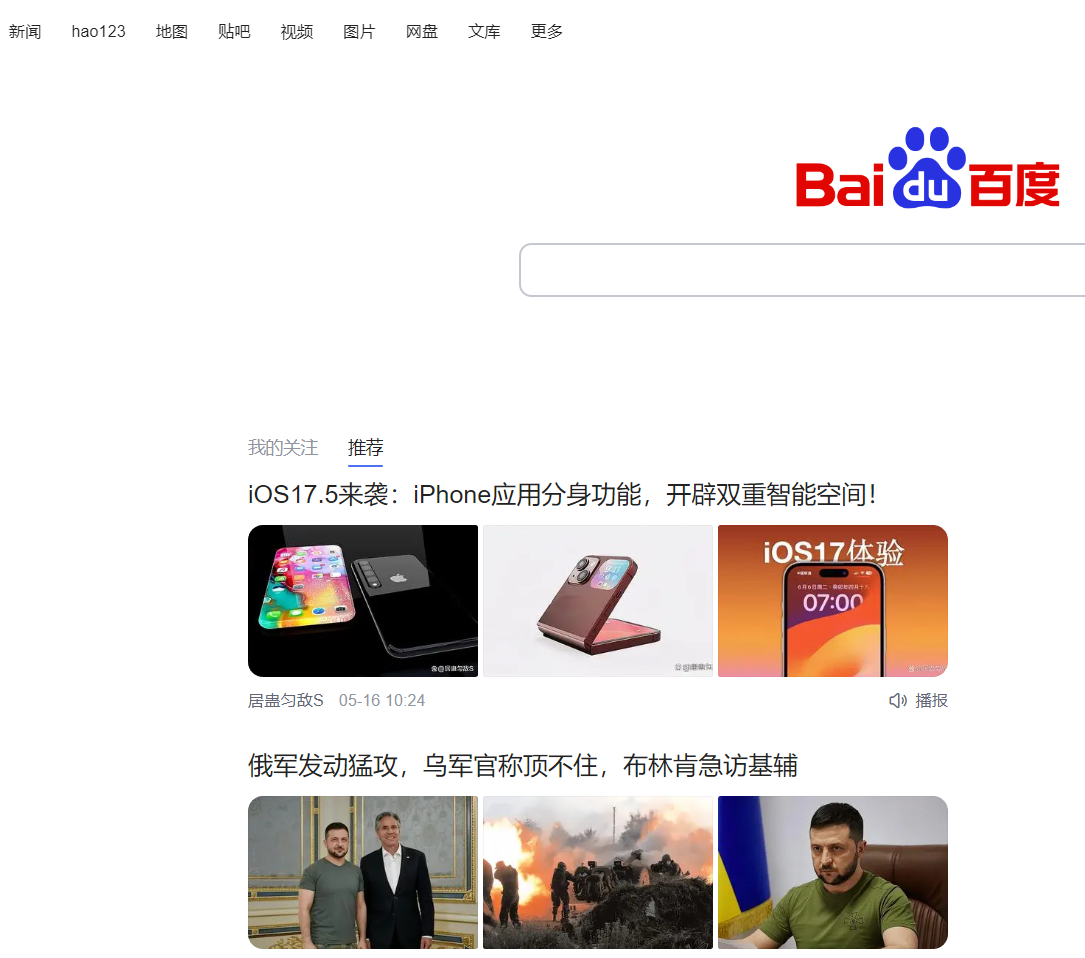 新闻 hao123 地图 贴吧 视频 图片 网盘 文库 更多
Bai du 百度
我的关注 推荐
iOS17.5来袭：iPhone应用分身功能，开辟双重智能空间！
iOS17体验
07:00
居蛊匀敌S 05-16 10:24 播报
俄军发动猛攻，乌军官称顶不住，布林肯急访基辅